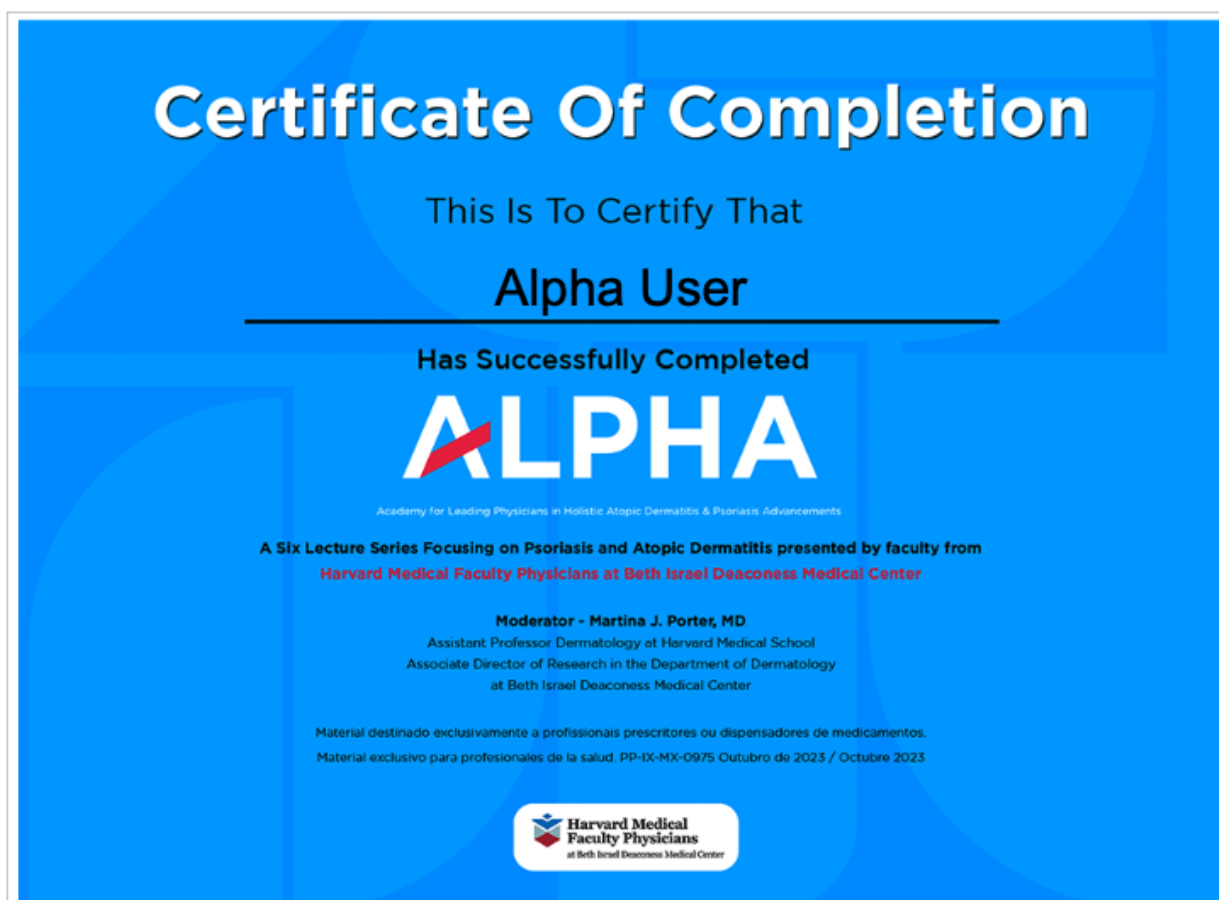 Certificate Of Completion
This Is To Certify That
Alpha User
Has Successfully Completed
ALPHA
Academy for Leading Physicians in Holistic Atopic Dermatitis & Psoriasis Advancements
A Six Lecture Series Focusing on Psoriasis and Atopic Dermatitis presented by faculty from
Harvard Medical Faculty Physicians at Beth Israel Deaconess Medical Center
Moderator - Martina J. Porter, MD
Assistant Professor Dermatology at Harvard Medical School
Associate Director of Research in the Department of Dermatology
at Beth Israel Deaconess Medical Center
Material destinado exclusivamente a profissionais prescritores ou dispensadores de medicamentos.
Material exclusivo para profesionales de la salud. PP-IX-MX-0975 Outubro de 2023 / Octubre 2023
Harvard Medical
Faculty Physicians
at Beth Israel Deaconess Medical Center